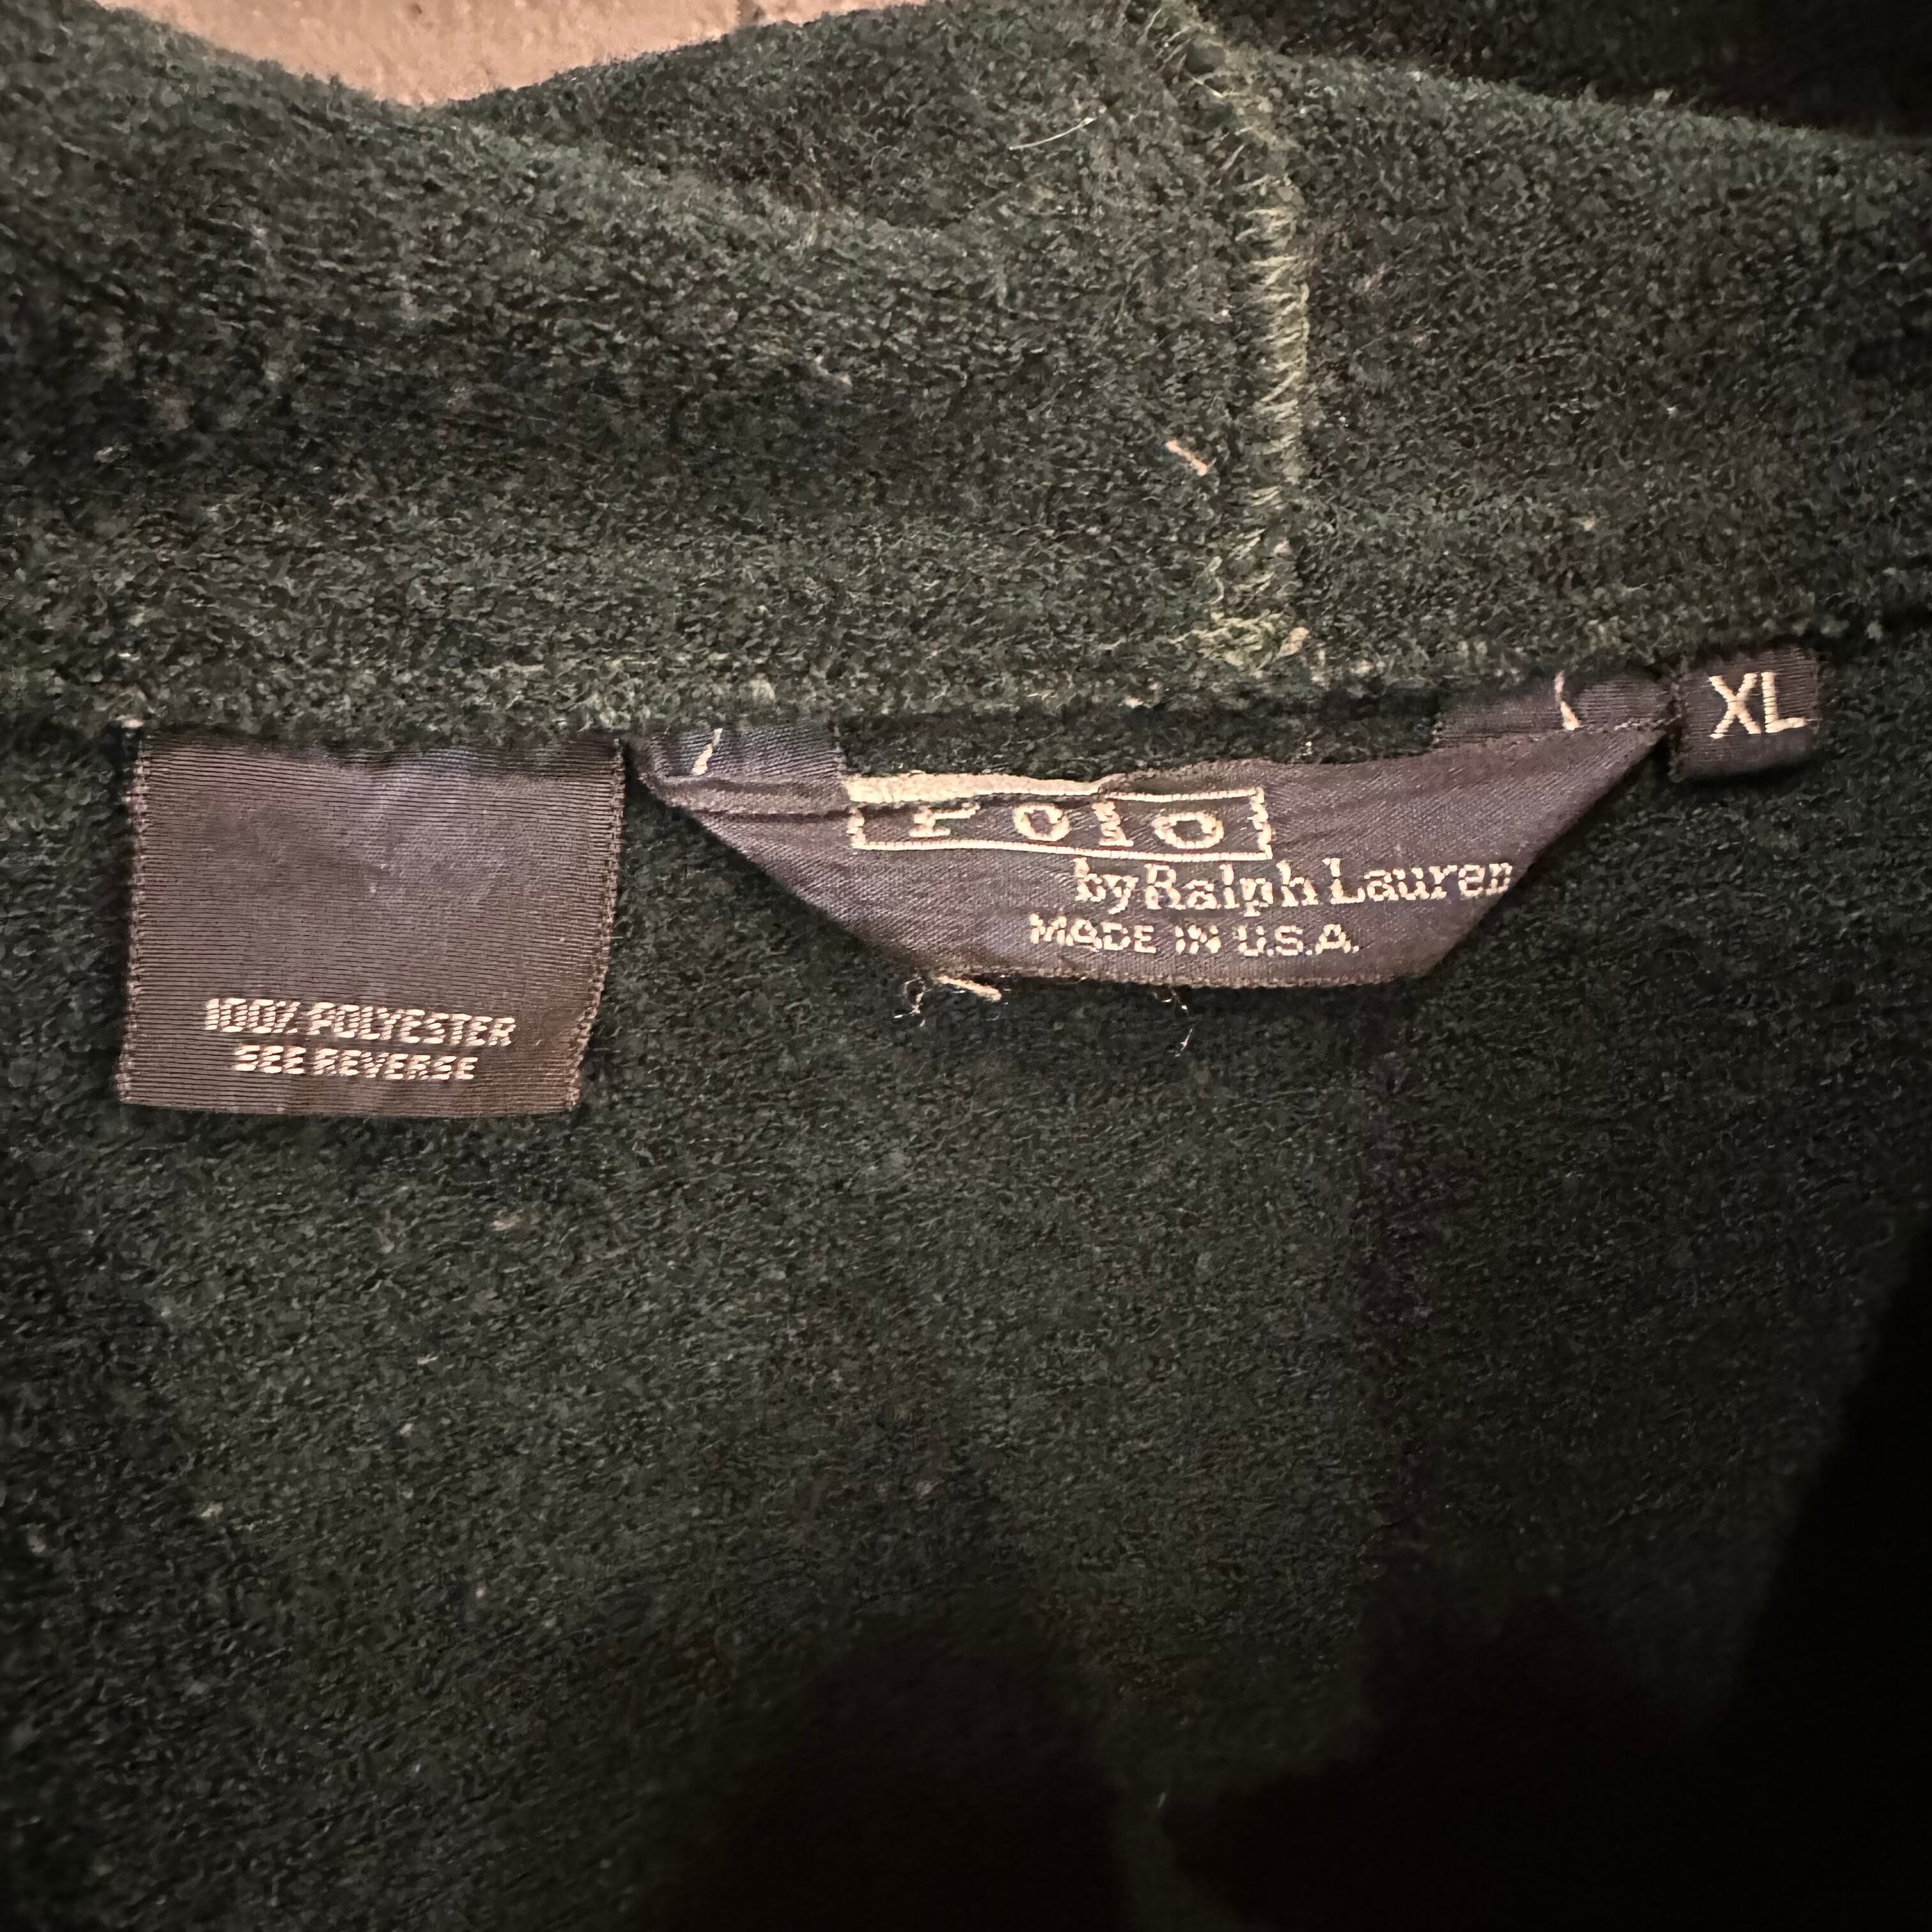 100% POLYESTER
SEE REVERSE
Polo
by Ralph Lauren
MADE IN U.S.A.
XL